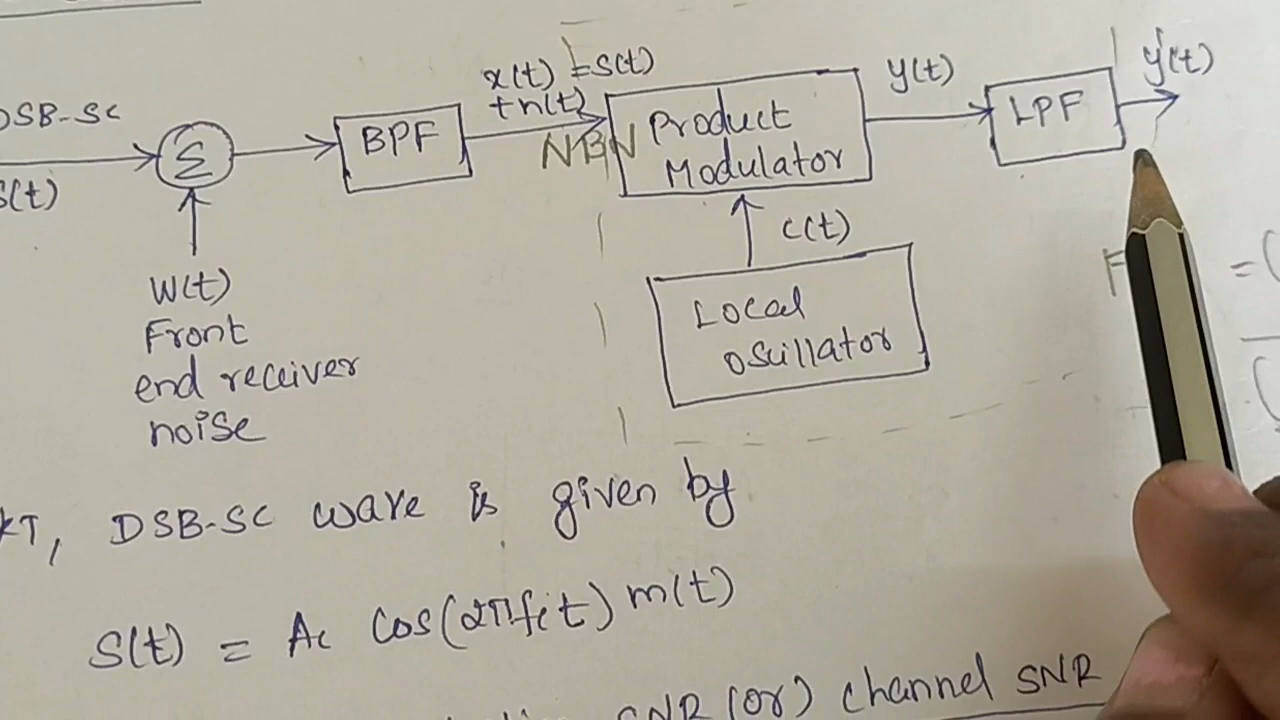 DSB-SC
S(t)
Σ
BPF
x(t) = s(t)
+n(t)
NBN
Product
Modulator
y(t)
LPF
y'(t)
c(t)
Local
oscillator
W(t)
Front
end receiver
noise
KT, DSB-SC wave is given by
S(t) = Ac Cos(2πfct) m(t)
SNR (or) channel SNR